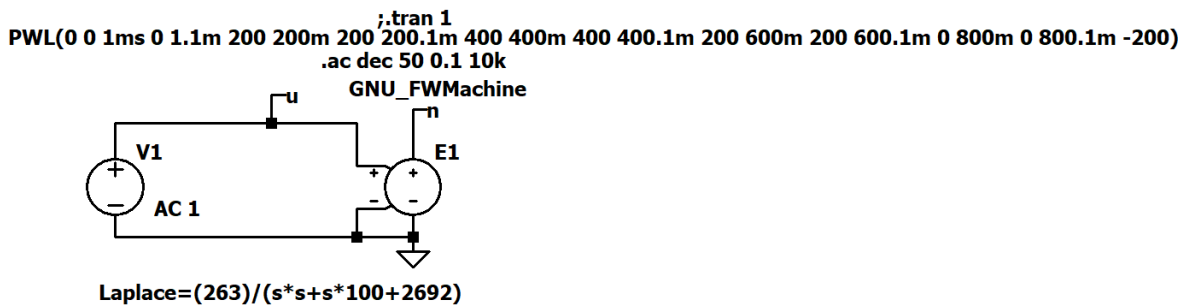 ;.tran 1
PWL(0 0 1ms 0 1.1m 200 200m 200 200.1m 400 400m 400 400.1m 200 600m 200 600.1m 0 800m 0 800.1m -200)
.ac dec 50 0.1 10k
GNU_FWMachine
u
n
V1
E1
AC 1
Laplace=(263)/(s*s+s*100+2692)